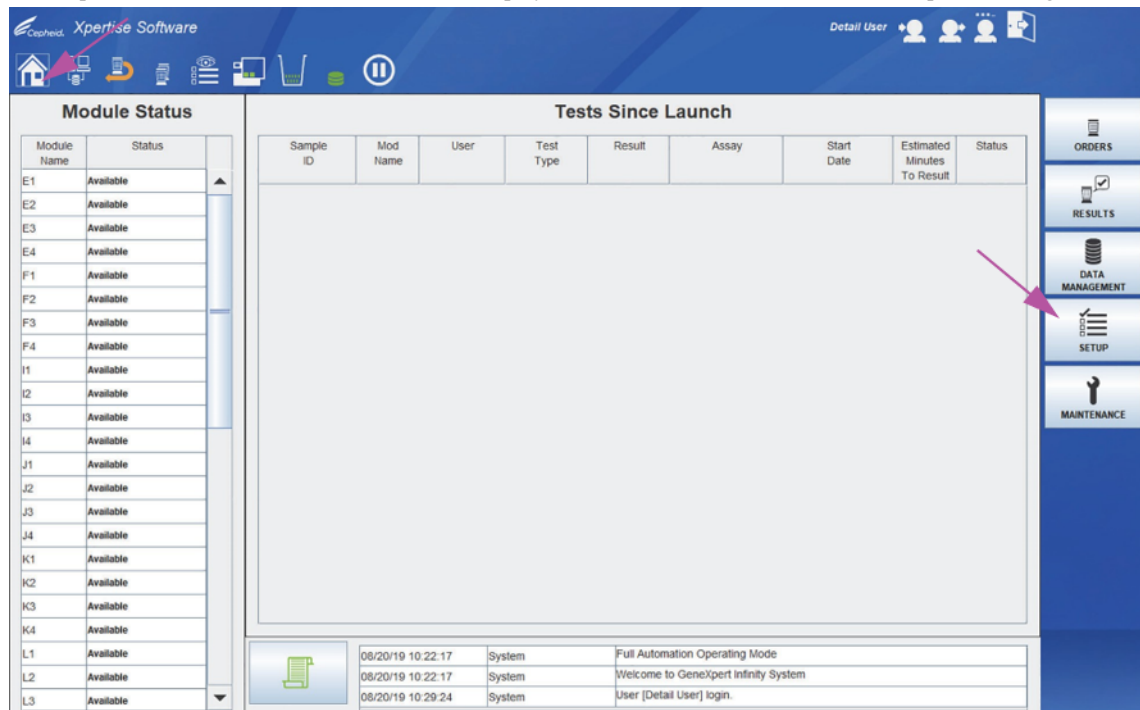 Cepheid. Xpertise Software
Detail User
Module Status
Tests Since Launch
Module Name Status
Sample ID Mod Name User Test Type Result Assay Start Date Estimated Minutes To Result Status
E1 Available
E2 Available
E3 Available
E4 Available
F1 Available
F2 Available
F3 Available
F4 Available
I1 Available
I2 Available
I3 Available
I4 Available
J1 Available
J2 Available
J3 Available
J4 Available
K1 Available
K2 Available
K3 Available
K4 Available
L1 Available
L2 Available
L3 Available
08/20/19 10:22:17 System Full Automation Operating Mode
08/20/19 10:22:17 System Welcome to GeneXpert Infinity System
08/20/19 10:29:24 System User [Detail User] login.
ORDERS
RESULTS
DATA
MANAGEMENT
SETUP
MAINTENANCE